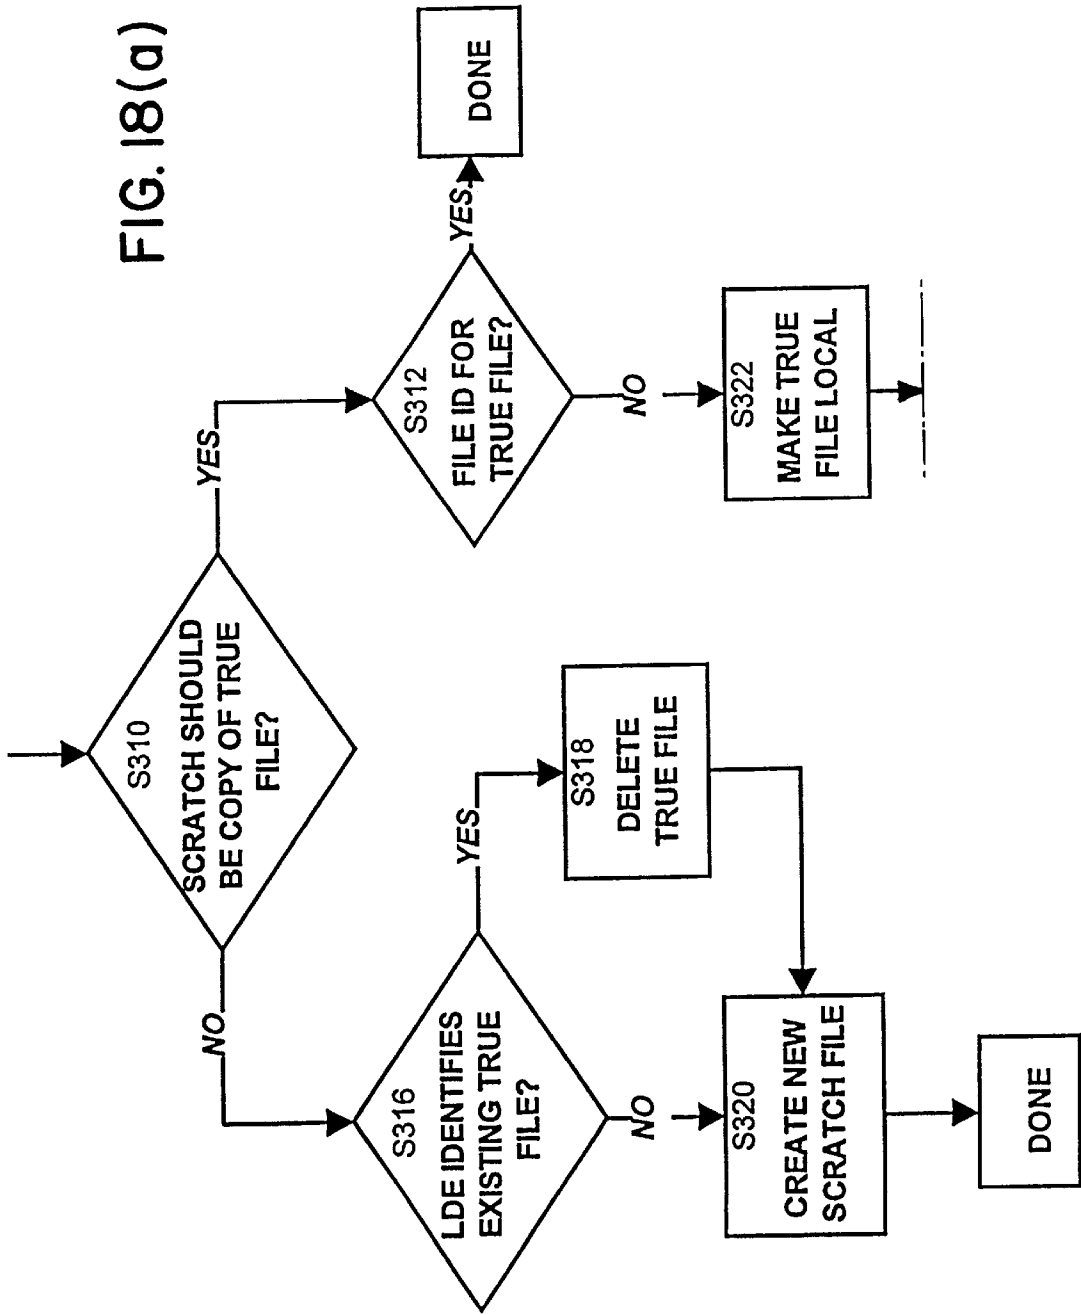 FIG. 18(a)
S310
SCRATCH SHOULD
BE COPY OF TRUE
FILE?
NO
YES
S316
LDE IDENTIFIES
EXISTING TRUE
FILE?
YES
NO
S318
DELETE
TRUE FILE
S320
CREATE NEW
SCRATCH FILE
DONE
S312
FILE ID FOR
TRUE FILE?
YES
NO
DONE
S322
MAKE TRUE
FILE LOCAL